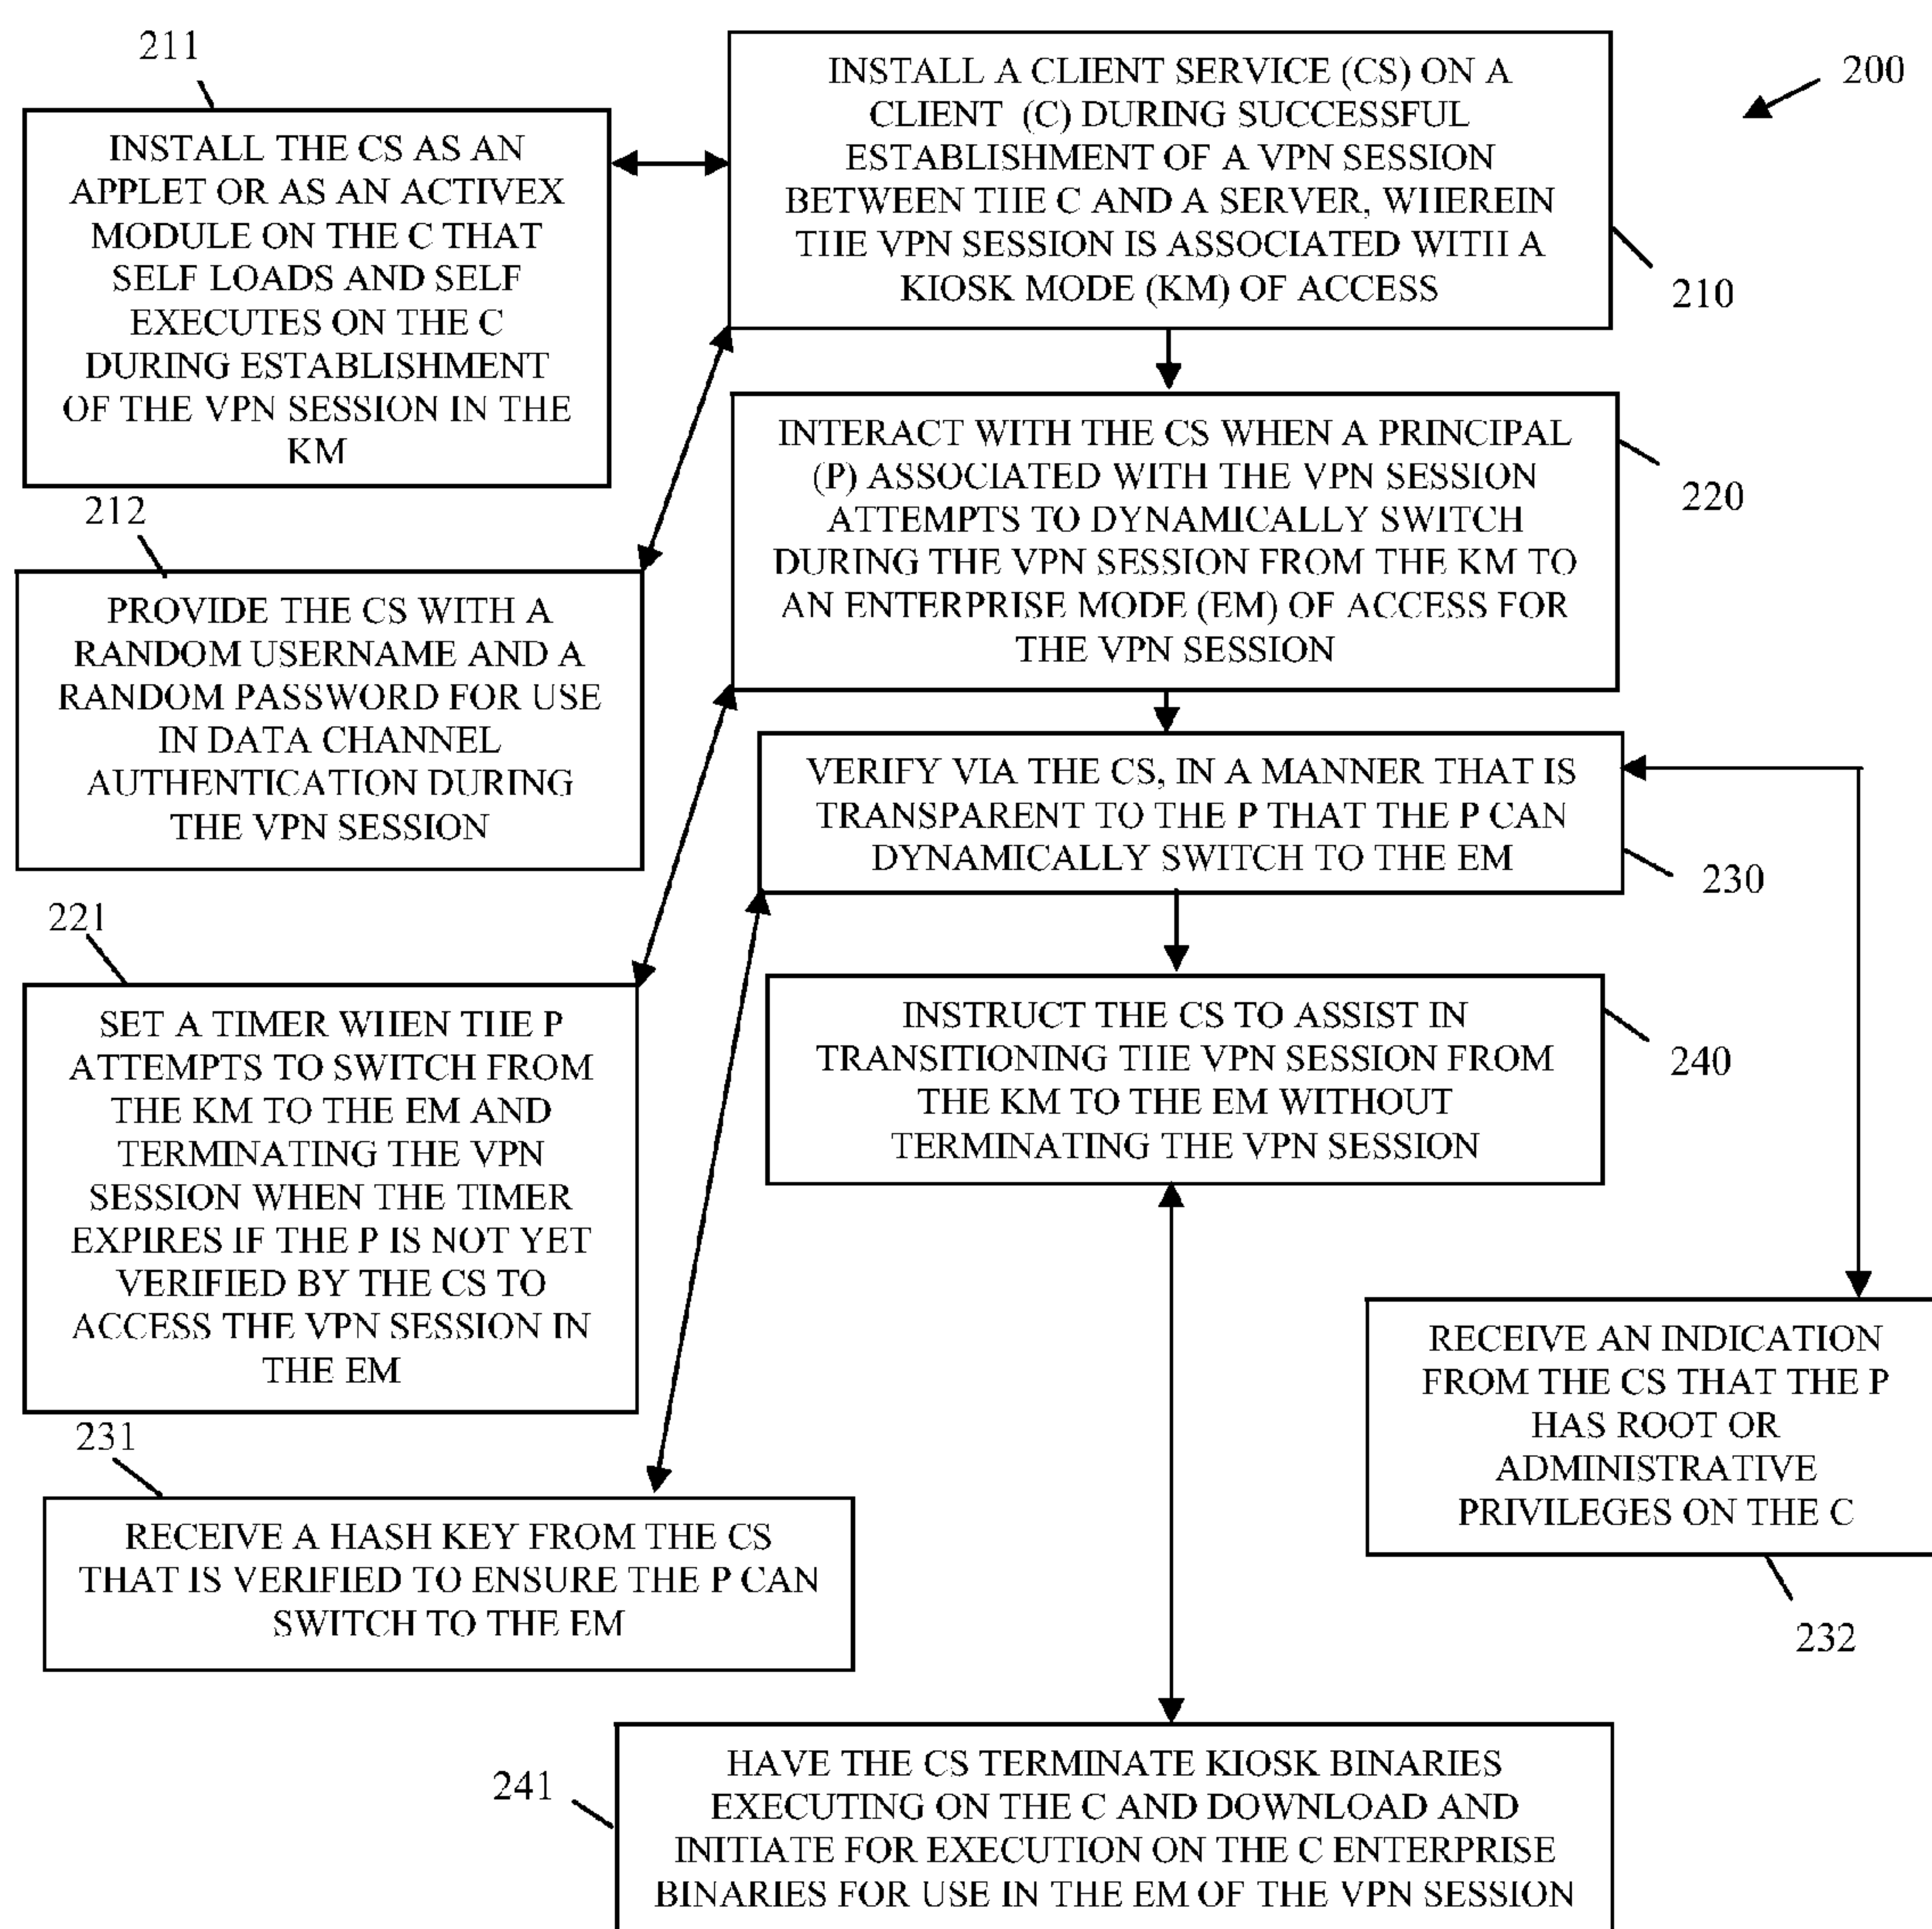 200
211
INSTALL A CLIENT SERVICE (CS) ON A
CLIENT (C) DURING SUCCESSFUL
ESTABLISHMENT OF A VPN SESSION
BETWEEN THE C AND A SERVER, WHEREIN
THE VPN SESSION IS ASSOCIATED WITH A
KIOSK MODE (KM) OF ACCESS
210
INSTALL THE CS AS AN
APPLET OR AS AN ACTIVEX
MODULE ON THE C THAT
SELF LOADS AND SELF
EXECUTES ON THE C
DURING ESTABLISHMENT
OF THE VPN SESSION IN THE
KM
212
PROVIDE THE CS WITH A
RANDOM USERNAME AND A
RANDOM PASSWORD FOR USE
IN DATA CHANNEL
AUTHENTICATION DURING
THE VPN SESSION
INTERACT WITH THE CS WHEN A PRINCIPAL
(P) ASSOCIATED WITH THE VPN SESSION
ATTEMPTS TO DYNAMICALLY SWITCH
DURING THE VPN SESSION FROM THE KM TO
AN ENTERPRISE MODE (EM) OF ACCESS FOR
THE VPN SESSION
220
221
SET A TIMER WHEN THE P
ATTEMPTS TO SWITCH FROM
THE KM TO THE EM AND
TERMINATING THE VPN
SESSION WHEN THE TIMER
EXPIRES IF THE P IS NOT YET
VERIFIED BY THE CS TO
ACCESS THE VPN SESSION IN
THE EM
VERIFY VIA THE CS, IN A MANNER THAT IS
TRANSPARENT TO THE P THAT THE P CAN
DYNAMICALLY SWITCH TO THE EM
230
231
RECEIVE A HASH KEY FROM THE CS
THAT IS VERIFIED TO ENSURE THE P CAN
SWITCH TO THE EM
RECEIVE AN INDICATION
FROM THE CS THAT THE P
HAS ROOT OR
ADMINISTRATIVE
PRIVILEGES ON THE C
232
INSTRUCT THE CS TO ASSIST IN
TRANSITIONING THE VPN SESSION FROM
THE KM TO THE EM WITHOUT
TERMINATING THE VPN SESSION
240
241
HAVE THE CS TERMINATE KIOSK BINARIES
EXECUTING ON THE C AND DOWNLOAD AND
INITIATE FOR EXECUTION ON THE C ENTERPRISE
BINARIES FOR USE IN THE EM OF THE VPN SESSION